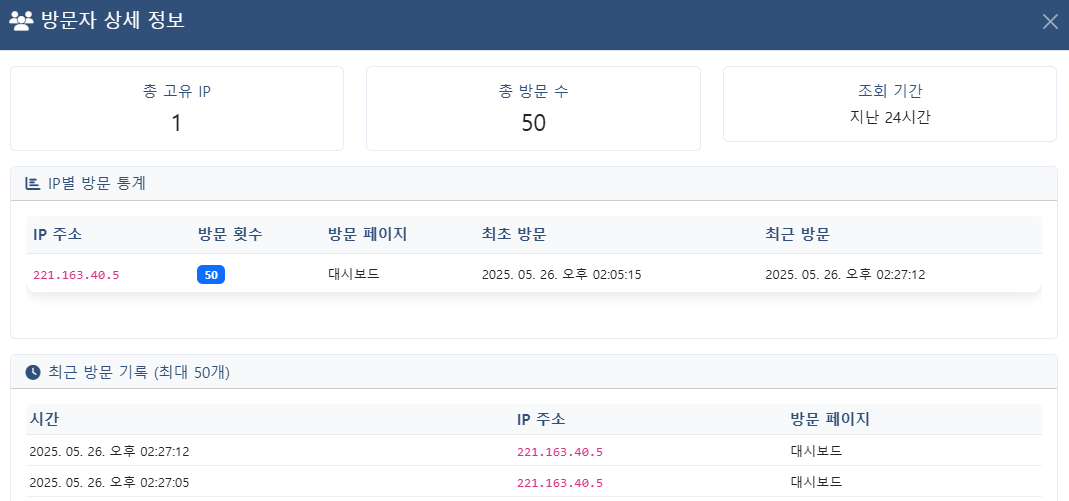 방문자 상세 정보
총 고유 IP
1
총 방문 수
50
조회 기간
지난 24시간
IP별 방문 통계
IP 주소 방문 횟수 방문 페이지 최초 방문 최근 방문
221.163.40.5 50 대시보드 2025. 05. 26. 오후 02:05:15 2025. 05. 26. 오후 02:27:12
최근 방문 기록 (최대 50개)
시간 IP 주소 방문 페이지
2025. 05. 26. 오후 02:27:12 221.163.40.5 대시보드
2025. 05. 26. 오후 02:27:05 221.163.40.5 대시보드